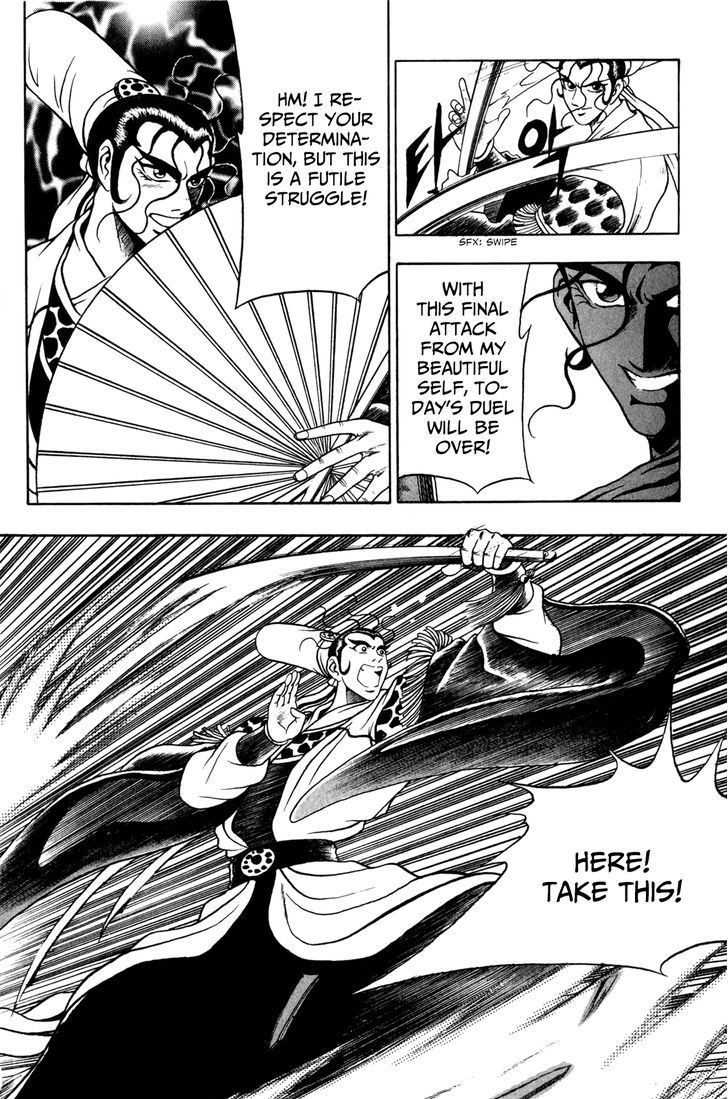 HM! I RE-
SPECT YOUR
DETERMINA-
TION, BUT THIS
IS A FUTILE
STRUGGLE!
타앗
SFX: SWIPE
WITH
THIS FINAL
ATTACK
FROM MY
BEAUTIFUL
SELF, TO-
DAY'S DUEL
WILL BE
OVER!
HERE!
TAKE THIS!